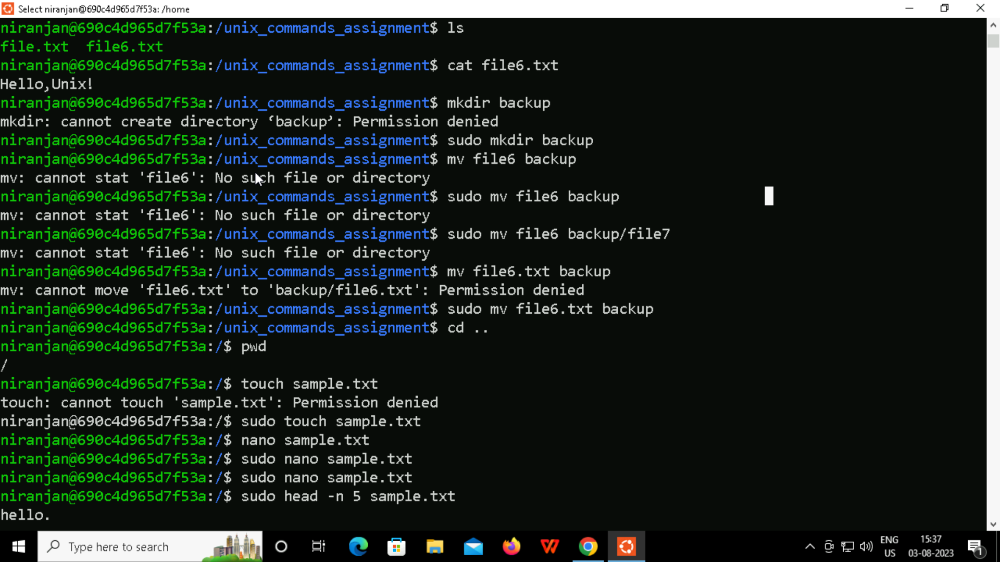 Select niranjan@690c4d965d7f53a: /home
niranjan@690c4d965d7f53a:/unix_commands_assignment$ ls
file.txt  file6.txt
niranjan@690c4d965d7f53a:/unix_commands_assignment$ cat file6.txt
Hello,Unix!
niranjan@690c4d965d7f53a:/unix_commands_assignment$ mkdir backup
mkdir: cannot create directory ‘backup’: Permission denied
niranjan@690c4d965d7f53a:/unix_commands_assignment$ sudo mkdir backup
niranjan@690c4d965d7f53a:/unix_commands_assignment$ mv file6 backup
mv: cannot stat 'file6': No such file or directory
niranjan@690c4d965d7f53a:/unix_commands_assignment$ sudo mv file6 backup
mv: cannot stat 'file6': No such file or directory
niranjan@690c4d965d7f53a:/unix_commands_assignment$ sudo mv file6 backup/file7
mv: cannot stat 'file6': No such file or directory
niranjan@690c4d965d7f53a:/unix_commands_assignment$ mv file6.txt backup
mv: cannot move 'file6.txt' to 'backup/file6.txt': Permission denied
niranjan@690c4d965d7f53a:/unix_commands_assignment$ sudo mv file6.txt backup
niranjan@690c4d965d7f53a:/unix_commands_assignment$ cd ..
niranjan@690c4d965d7f53a:/$ pwd
/
niranjan@690c4d965d7f53a:/$ touch sample.txt
touch: cannot touch 'sample.txt': Permission denied
niranjan@690c4d965d7f53a:/$ sudo touch sample.txt
niranjan@690c4d965d7f53a:/$ nano sample.txt
niranjan@690c4d965d7f53a:/$ sudo nano sample.txt
niranjan@690c4d965d7f53a:/$ sudo nano sample.txt
niranjan@690c4d965d7f53a:/$ sudo head -n 5 sample.txt
hello.
Type here to search
ENG
US
15:37
03-08-2023
1